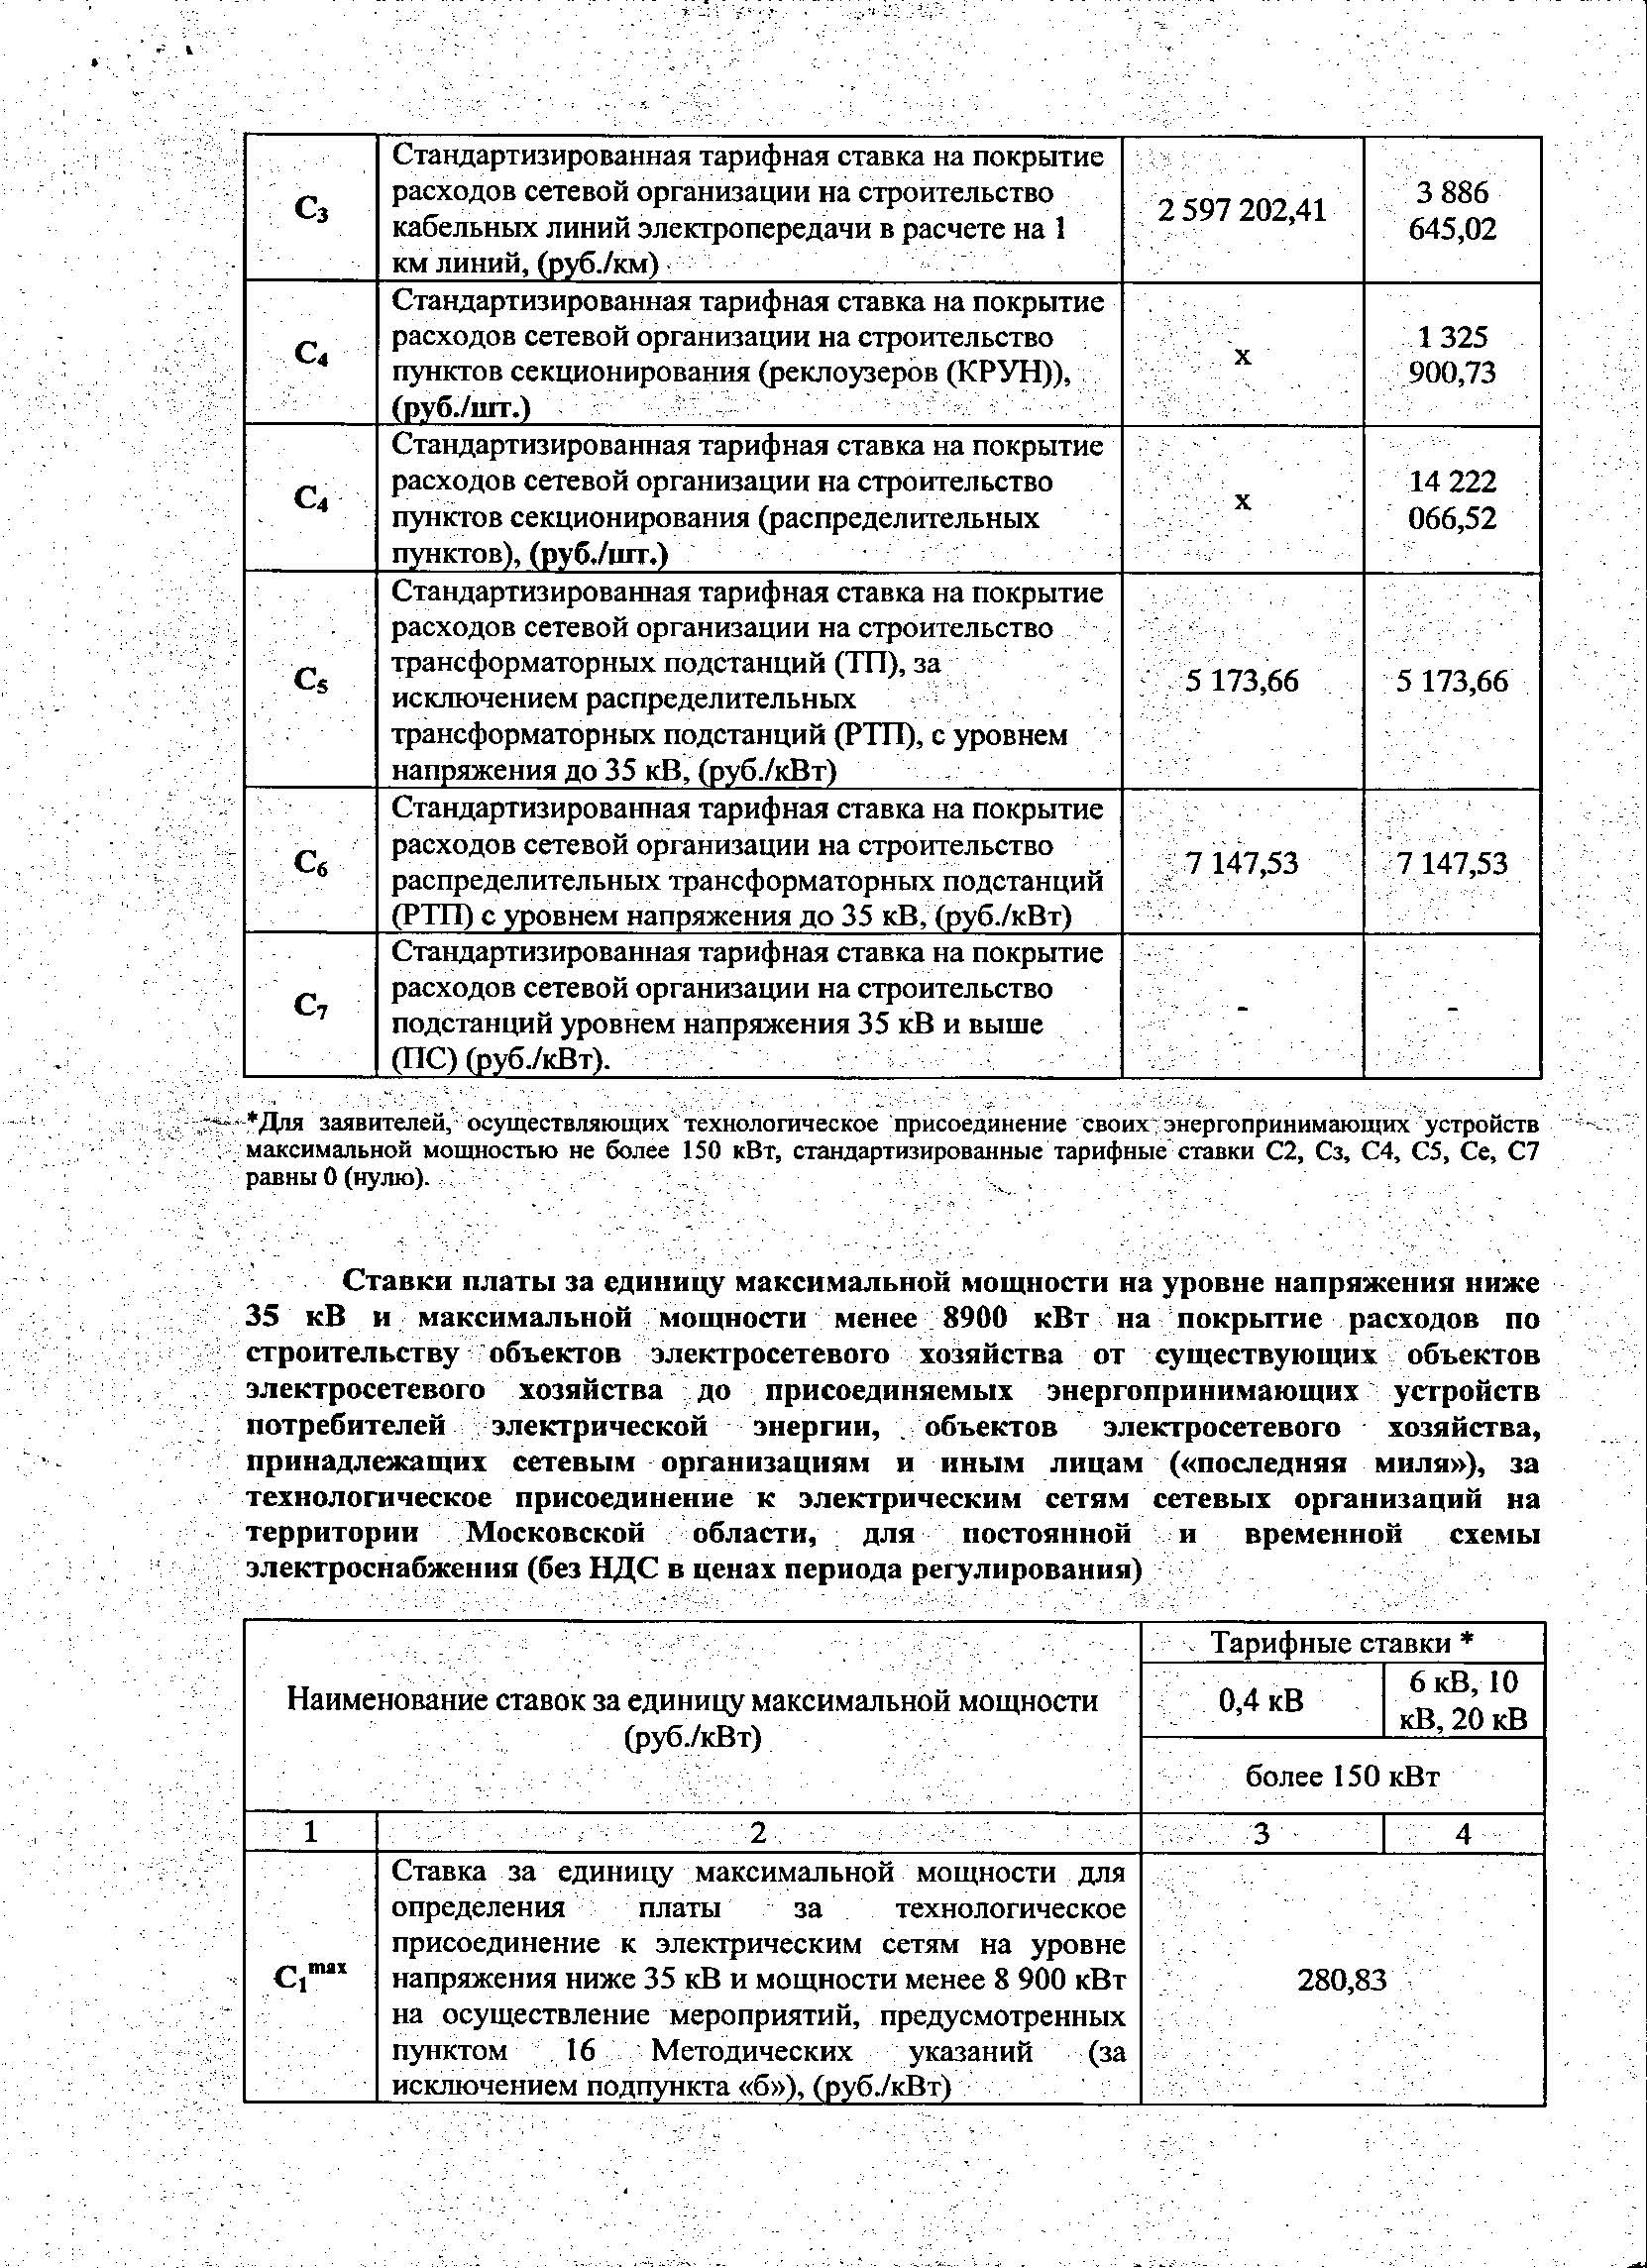 С3
Стандартизированная тарифная ставка на покрытие
расходов сетевой организации на строительство
кабельных линий электропередачи в расчете на 1
км линий, (руб./км)
2 597 202,41
3 886
645,02
С4
Стандартизированная тарифная ставка на покрытие
расходов сетевой организации на строительство
пунктов секционирования (реклоузеров (КРУН)),
(руб./шт.)
х
1 325
900,73
С4
Стандартизированная тарифная ставка на покрытие
расходов сетевой организации на строительство
пунктов секционирования (распределительных
пунктов), (руб./шт.)
х
14 222
066,52
С5
Стандартизированная тарифная ставка на покрытие
расходов сетевой организации на строительство
трансформаторных подстанций (ТП), за
исключением распределительных
трансформаторных подстанций (РТП), с уровнем
напряжения до 35 кВ, (руб./кВт)
5 173,66
5 173,66
С6
Стандартизированная тарифная ставка на покрытие
расходов сетевой организации на строительство
распределительных трансформаторных подстанций
(РТП) с уровнем напряжения до 35 кВ, (руб./кВт)
7 147,53
7 147,53
С7
Стандартизированная тарифная ставка на покрытие
расходов сетевой организации на строительство
подстанций уровнем напряжения 35 кВ и выше
(ПС) (руб./кВт).
-
-
*Для заявителей, осуществляющих технологическое присоединение своих энергопринимающих устройств
максимальной мощностью не более 150 кВт, стандартизированные тарифные ставки С2, Сз, С4, С5, Се, С7
равны 0 (нулю).
Ставки платы за единицу максимальной мощности на уровне напряжения ниже
35 кВ и максимальной мощности менее 8900 кВт на покрытие расходов по
строительству объектов электросетевого хозяйства от существующих объектов
электросетевого хозяйства до присоединяемых энергопринимающих устройств
потребителей электрической энергии, объектов электросетевого хозяйства,
принадлежащих сетевым организациям и иным лицам («последняя миля»), за
технологическое присоединение к электрическим сетям сетевых организаций на
территории Московской области, для постоянной и временной схемы
электроснабжения (без НДС в ценах периода регулирования)
Наименование ставок за единицу максимальной мощности
(руб./кВт)
Тарифные ставки *
0,4 кВ
6 кВ, 10
кВ, 20 кВ
более 150 кВт
1
2
3
4
С1max
Ставка за единицу максимальной мощности для
определения платы за технологическое
присоединение к электрическим сетям на уровне
напряжения ниже 35 кВ и мощности менее 8 900 кВт
на осуществление мероприятий, предусмотренных
пунктом 16 Методических указаний (за
исключением подпункта «б»), (руб./кВт)
280,83